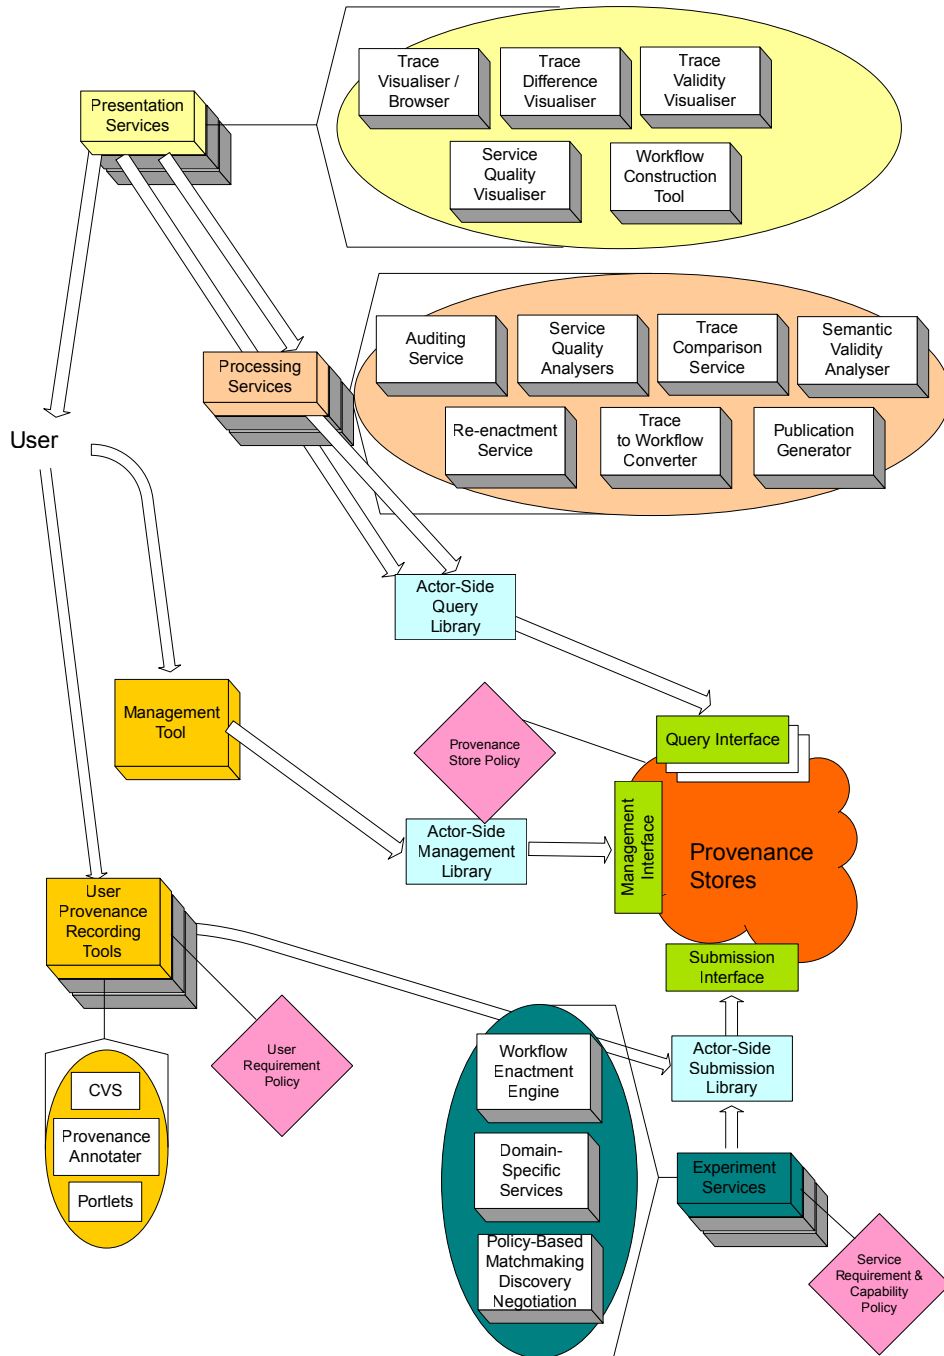 Trace
Visualiser /
Browser
Trace
Difference
Visualiser
Trace
Validity
Visualiser
Presentation
Services
Service
Quality
Visualiser
Workflow
Construction
Tool
Auditing
Service
Service
Quality
Analysers
Trace
Comparison
Service
Semantic
Validity
Analyser
Processing
Services
Re-enactment
Service
Trace
to Workflow
Converter
Publication
Generator
User
Actor-Side
Query
Library
Management
Tool
Provenance
Store Policy
Query Interface
Management
Interface
Provenance
Stores
Actor-Side
Management
Library
User
Provenance
Recording
Tools
Submission
Interface
User
Requirement
Policy
Workflow
Enactment
Engine
Actor-Side
Submission
Library
CVS
Provenance
Annotater
Portlets
Domain-
Specific
Services
Experiment
Services
Policy-Based
Matchmaking
Discovery
Negotiation
Service
Requirement &
Capability
Policy